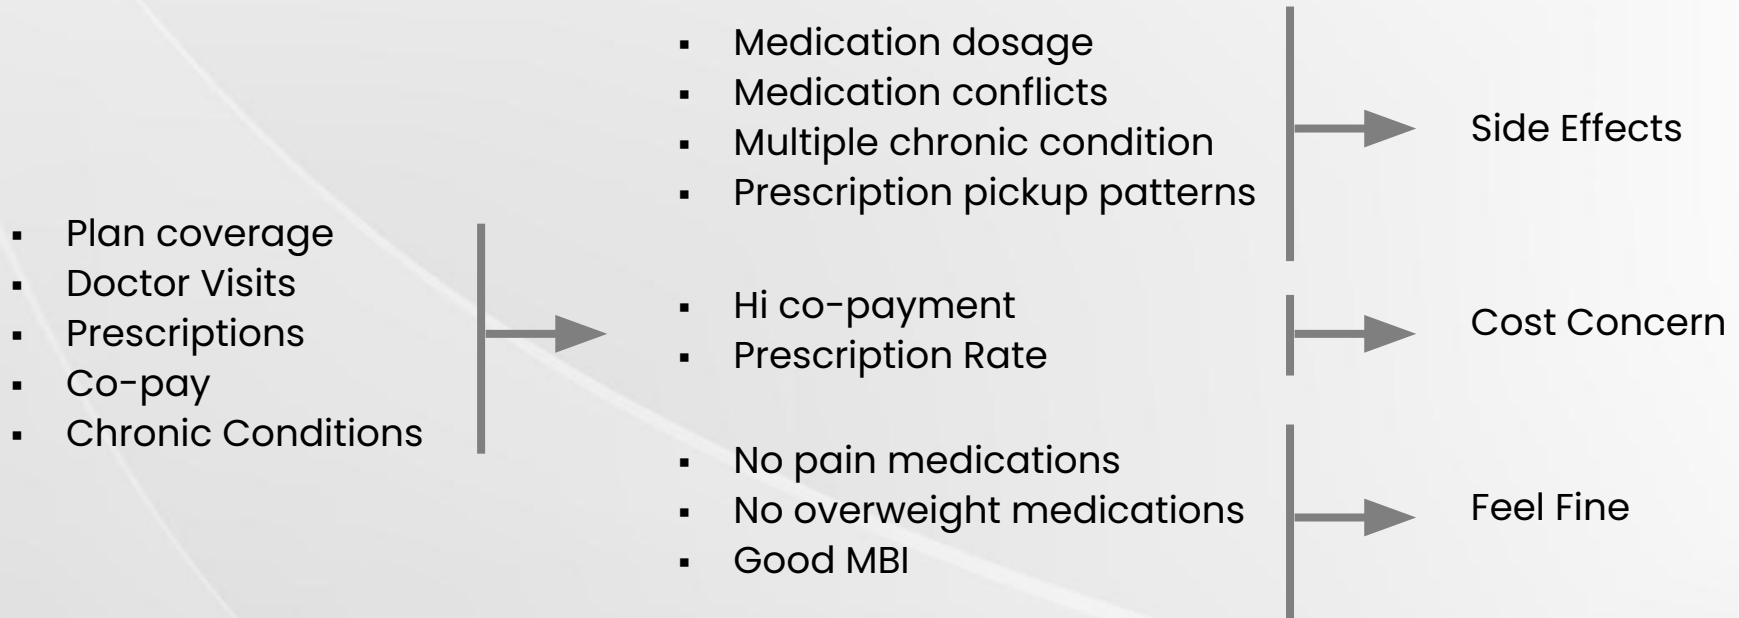 ▪ Plan coverage
▪ Doctor Visits
▪ Prescriptions
▪ Co-pay
▪ Chronic Conditions
▪ Medication dosage
▪ Medication conflicts
▪ Multiple chronic condition
▪ Prescription pickup patterns
Side Effects
▪ Hi co-payment
▪ Prescription Rate
Cost Concern
▪ No pain medications
▪ No overweight medications
▪ Good MBI
Feel Fine